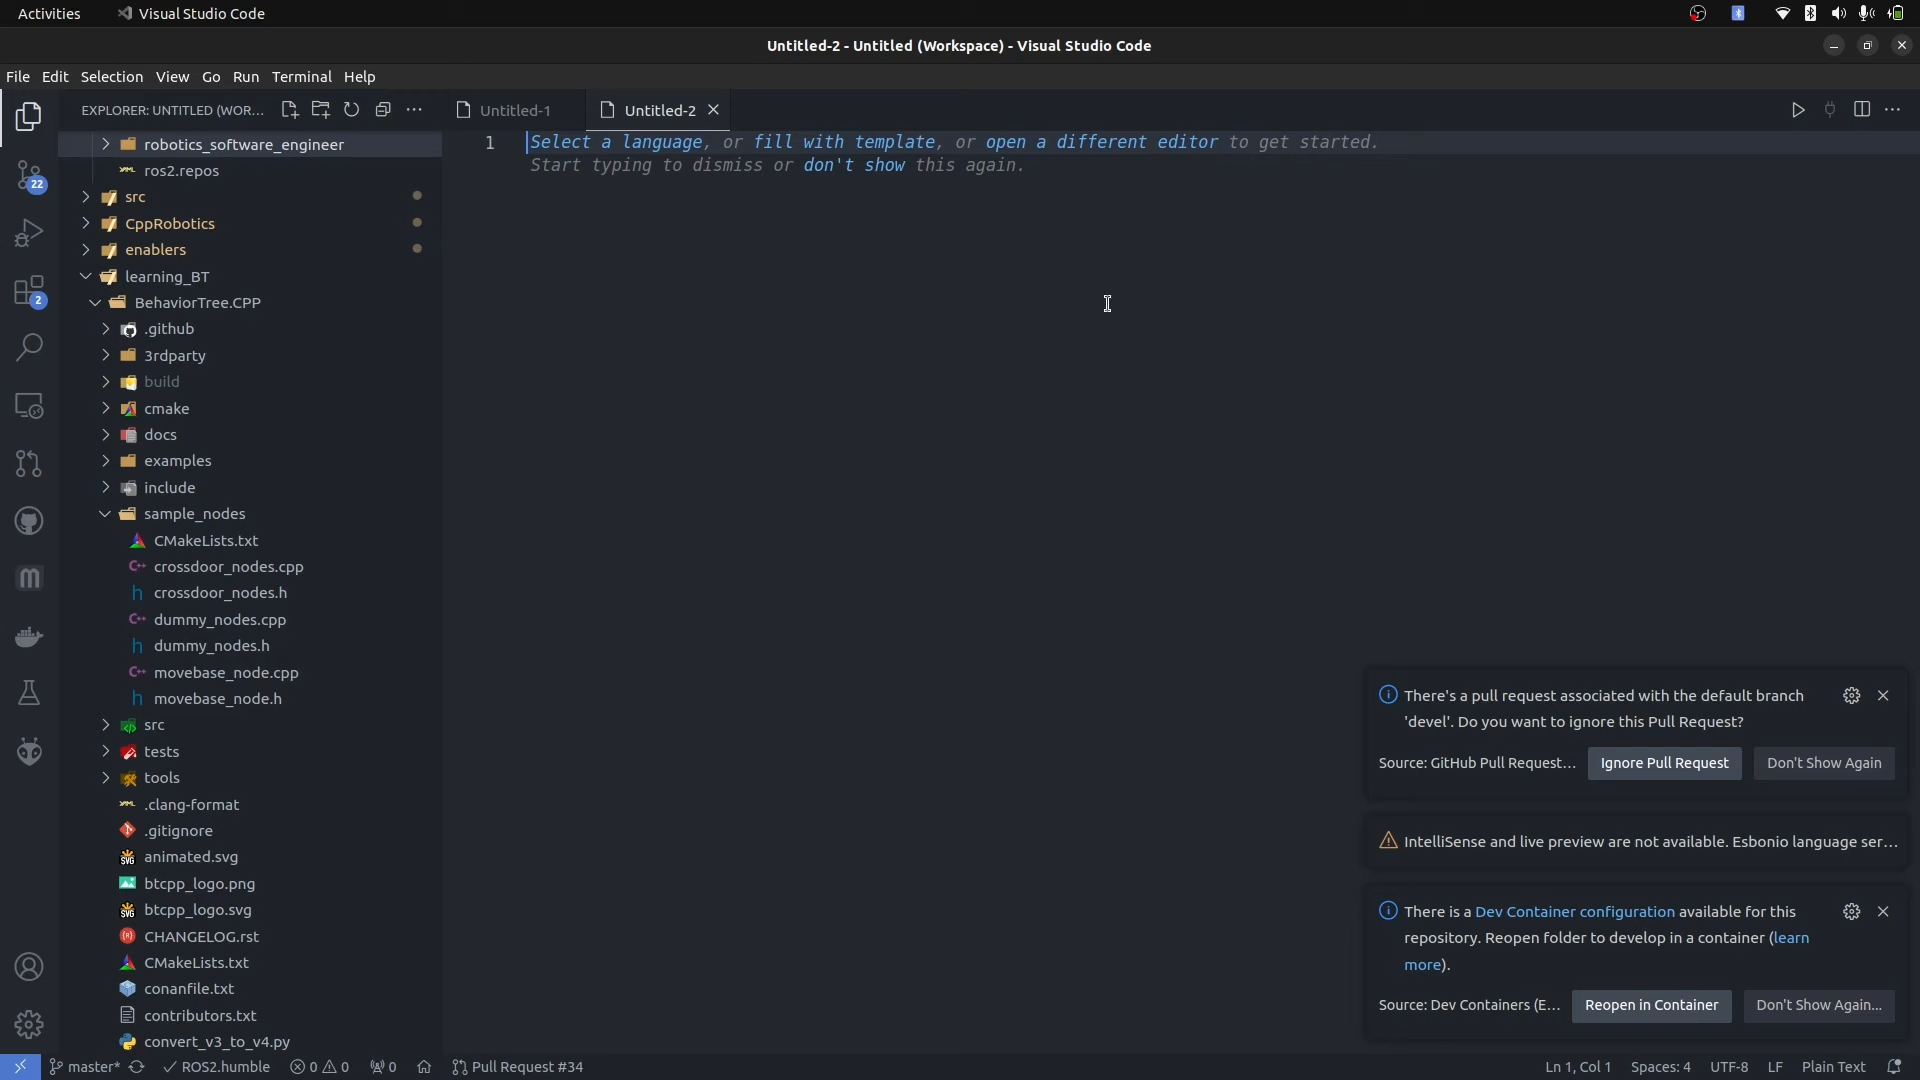 Activities
Visual Studio Code
Untitled-2 - Untitled (Workspace) - Visual Studio Code
File Edit Selection View Go Run Terminal Help
EXPLORER: UNTITLED (WOR...
Untitled-1
Untitled-2
robotics_software_engineer
ros2.repos
src
CppRobotics
enablers
learning_BT
BehaviorTree.CPP
.github
3rdparty
build
cmake
docs
examples
include
sample_nodes
CMakeLists.txt
crossdoor_nodes.cpp
crossdoor_nodes.h
dummy_nodes.cpp
dummy_nodes.h
movebase_node.cpp
movebase_node.h
src
tests
tools
.clang-format
.gitignore
animated.svg
btcpp_logo.png
btcpp_logo.svg
CHANGELOG.rst
CMakeLists.txt
conanfile.txt
contributors.txt
convert_v3_to_v4.py
22
2
1
Select a language, or fill with template, or open a different editor to get started.
Start typing to dismiss or don't show this again.
There's a pull request associated with the default branch
'devel'. Do you want to ignore this Pull Request?
Source: GitHub Pull Request...
Ignore Pull Request
Don't Show Again
IntelliSense and live preview are not available. Esbonio language ser...
There is a Dev Container configuration available for this
repository. Reopen folder to develop in a container (learn
more).
Source: Dev Containers (E...
Reopen in Container
Don't Show Again...
master*
ROS2.humble
0
0
0
Pull Request #34
Ln 1, Col 1
Spaces: 4
UTF-8
LF
Plain Text